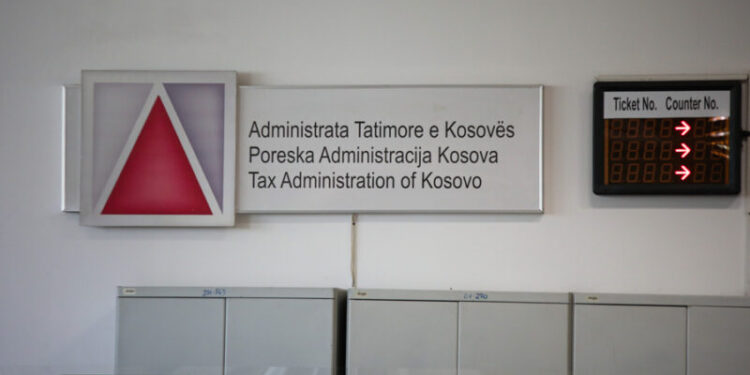 Administrata Tatimore e Kosovës
Poreska Administracija Kosova
Tax Administration of Kosovo
Ticket No. Counter No.